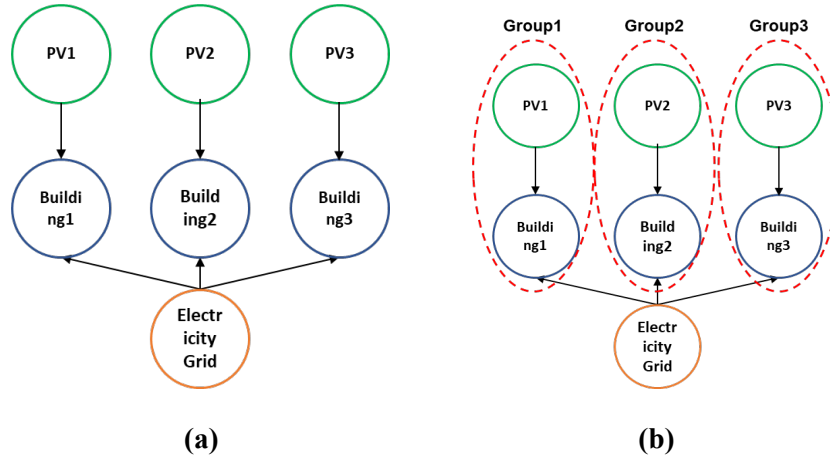 PV1
PV2
PV3
Buildi
ng1
Build
ing2
Buildi
ng3
Electr
icity
Grid
(a)
Group1
Group2
Group3
PV1
PV2
PV3
Buildi
ng1
Build
ing2
Buildi
ng3
Electr
icity
Grid
(b)